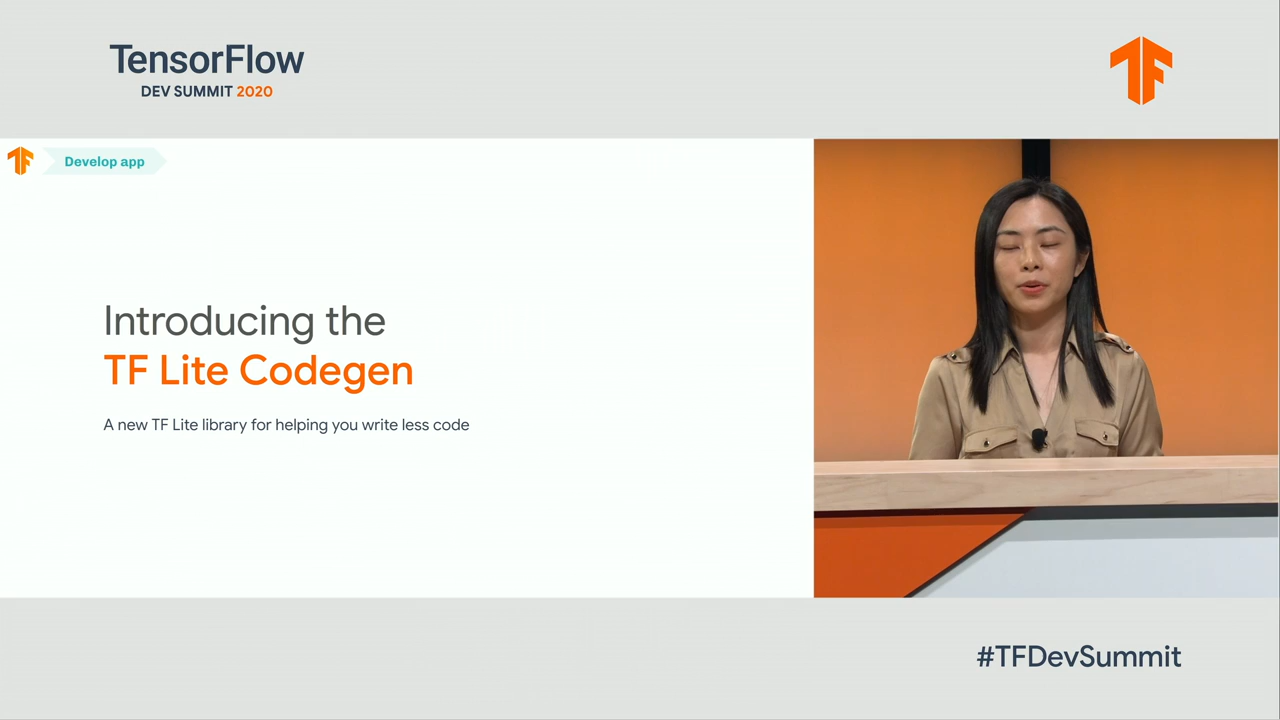 TensorFlow
DEV SUMMIT 2020
Develop app
Introducing the
TF Lite Codegen
A new TF Lite library for helping you write less code
#TFDevSummit